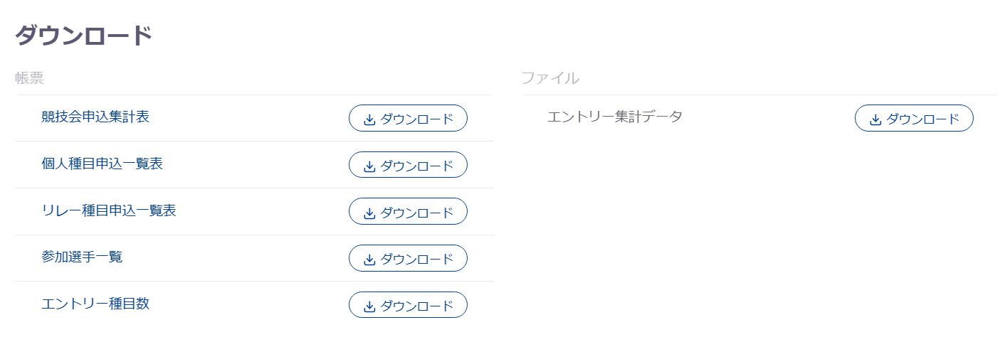 ダウンロード
帳票
競技会申込集計表 ダウンロード
個人種目申込一覧表 ダウンロード
リレー種目申込一覧表 ダウンロード
参加選手一覧 ダウンロード
エントリー種目数 ダウンロード
ファイル
エントリー集計データ ダウンロード